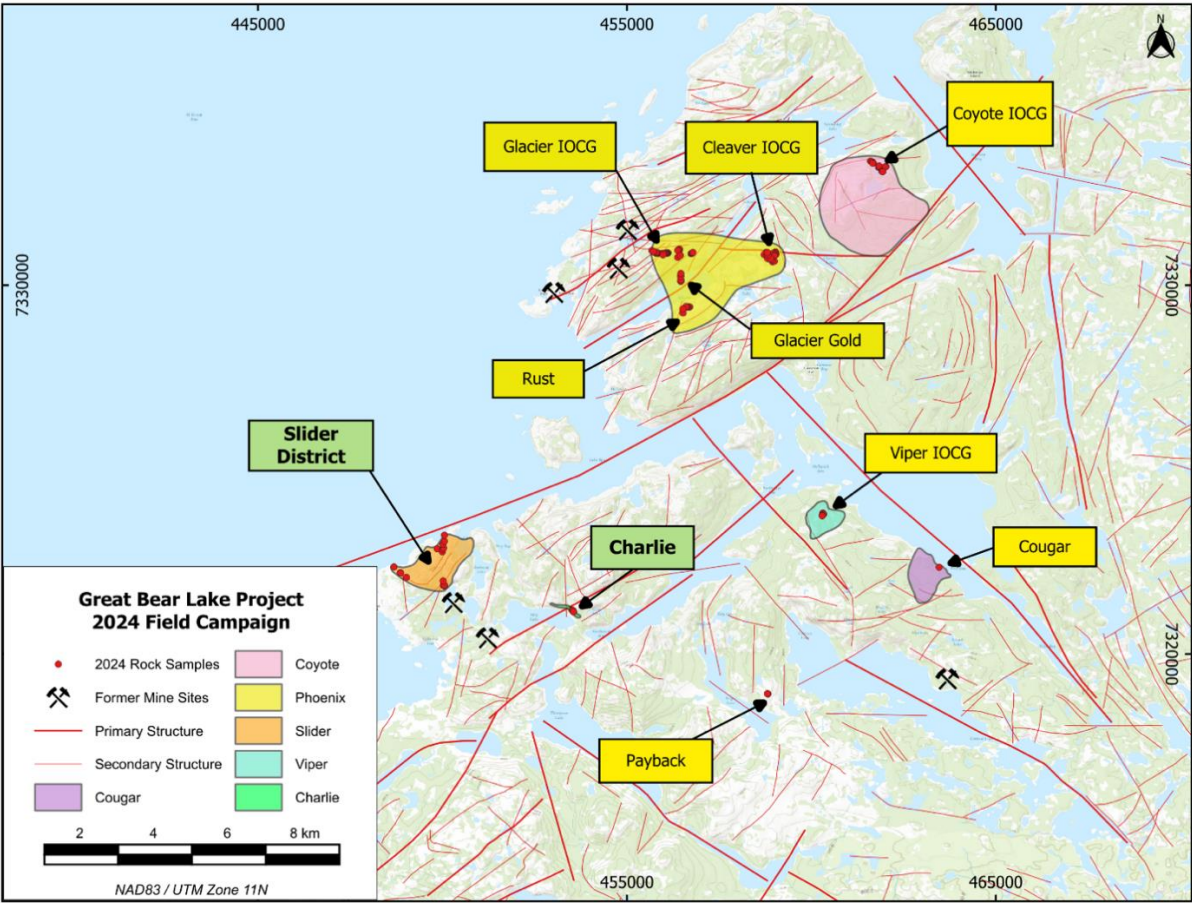 445000
455000
465000
N
Coyote IOCG
Glacier IOCG
Cleaver IOCG
7330000
7330000
Glacier Gold
Rust
Slider
District
Viper IOCG
Charlie
Cougar
7320000
Payback
Great Bear Lake Project
2024 Field Campaign
2024 Rock Samples
Former Mine Sites
Primary Structure
Secondary Structure
Cougar
Coyote
Phoenix
Slider
Viper
Charlie
2 4 6 8 km
NAD83 / UTM Zone 11N
455000
465000